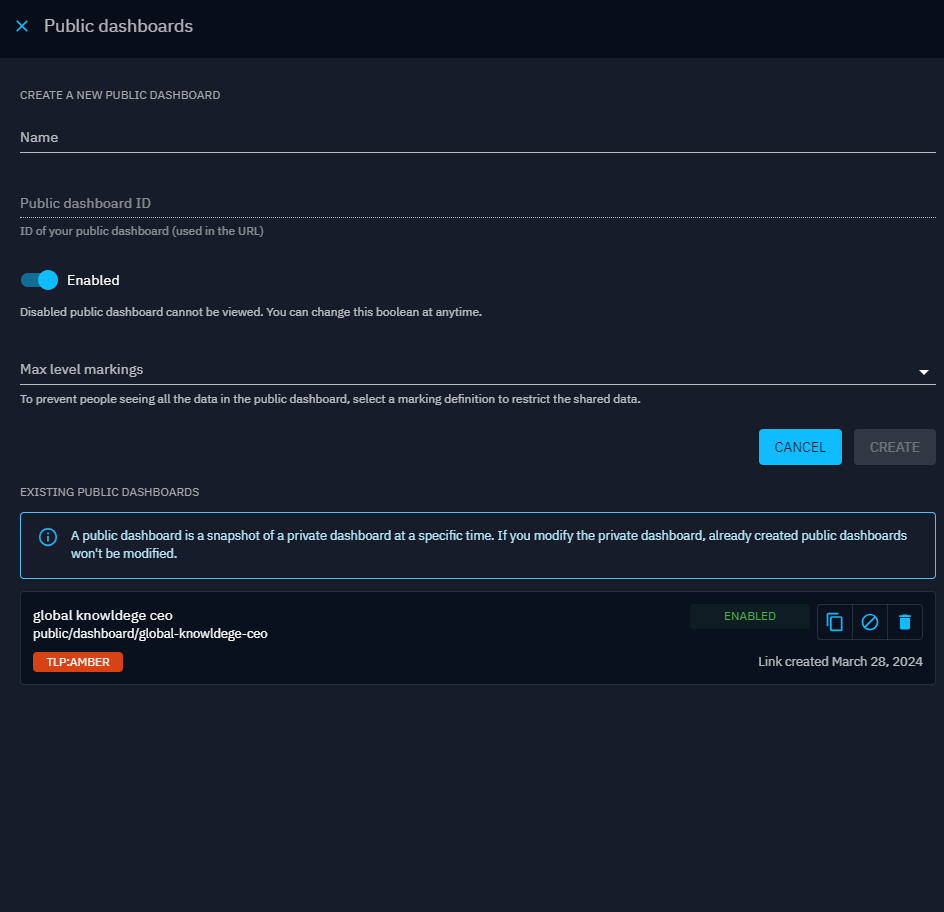 Public dashboards
CREATE A NEW PUBLIC DASHBOARD
Name
Public dashboard ID
ID of your public dashboard (used in the URL)
Enabled
Disabled public dashboard cannot be viewed. You can change this boolean at anytime.
Max level markings
To prevent people seeing all the data in the public dashboard, select a marking definition to restrict the shared data.
CANCEL
CREATE
EXISTING PUBLIC DASHBOARDS
A public dashboard is a snapshot of a private dashboard at a specific time. If you modify the private dashboard, already created public dashboards
won't be modified.
global knowldege ceo
public/dashboard/global-knowldege-ceo
ENABLED
TLP:AMBER
Link created March 28, 2024